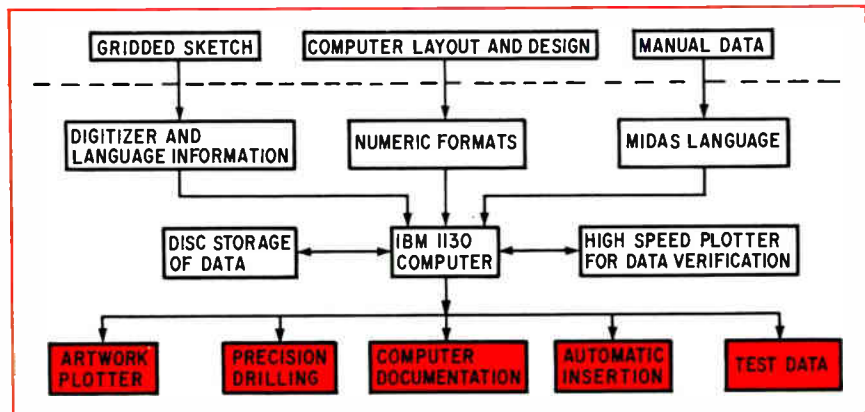 GRIDDED SKETCH
COMPUTER LAYOUT AND DESIGN
MANUAL DATA
DIGITIZER AND
LANGUAGE INFORMATION
NUMERIC FORMATS
MIDAS LANGUAGE
DISC STORAGE
OF DATA
IBM 1130
COMPUTER
HIGH SPEED PLOTTER
FOR DATA VERIFICATION
ARTWORK
PLOTTER
PRECISION
DRILLING
COMPUTER
DOCUMENTATION
AUTOMATIC
INSERTION
TEST DATA